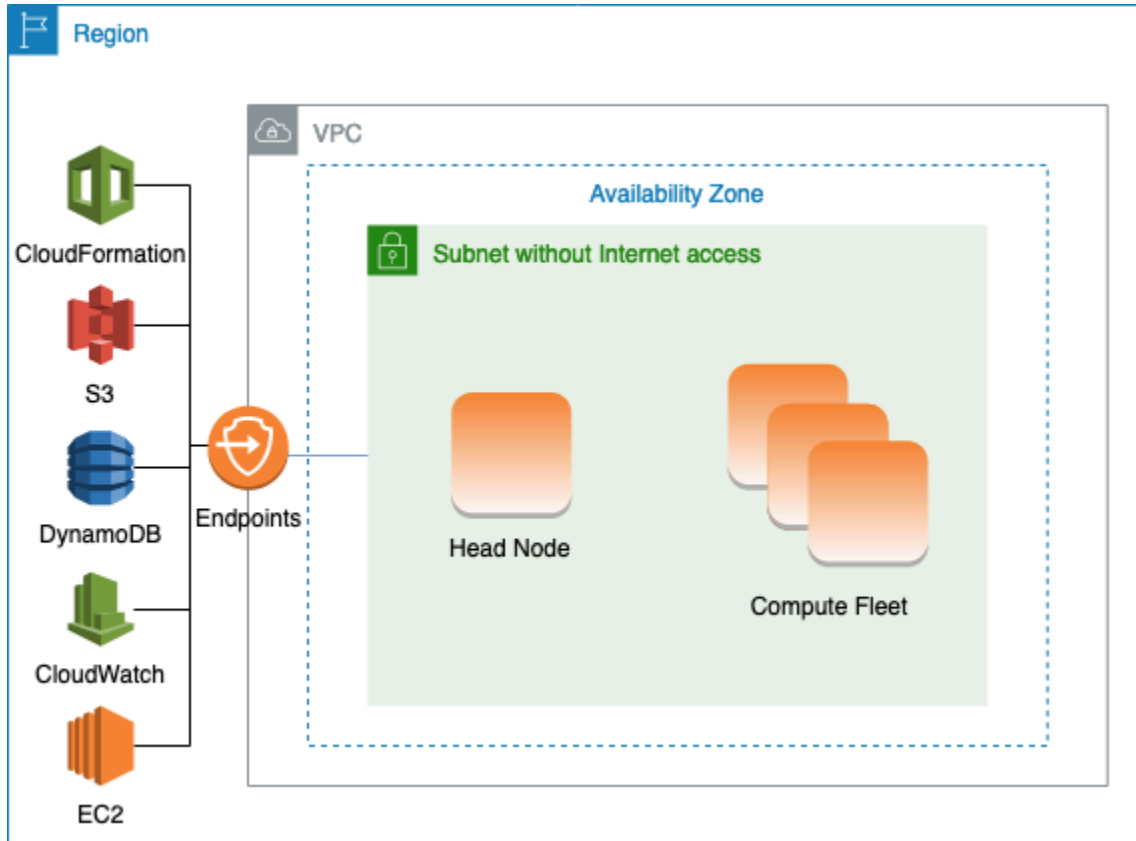 Region
VPC
Availability Zone
Subnet without Internet access
CloudFormation
S3
DynamoDB
Endpoints
Head Node
Compute Fleet
CloudWatch
EC2